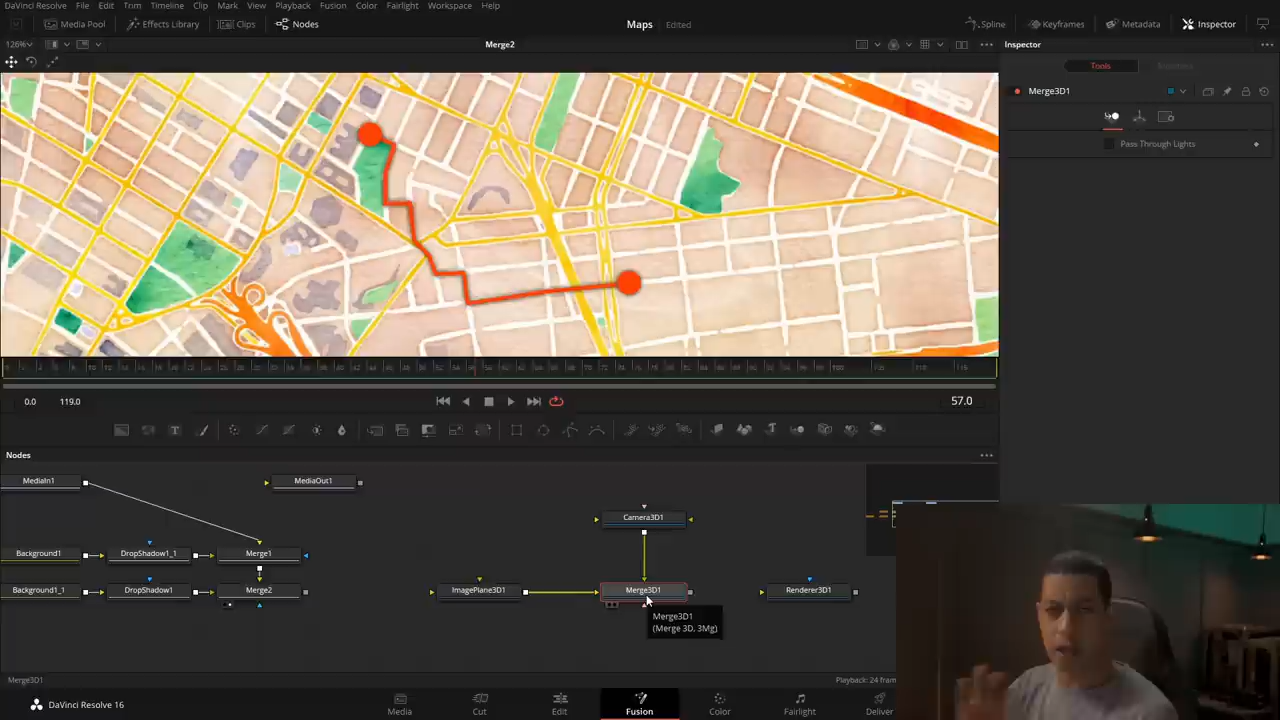 DaVinci Resolve File Edit Trim Timeline Clip Mark View Playback Fusion Color Fairlight Workspace Help
Media Pool Effects Library Clips Nodes Maps Edited Spline Keyframes Metadata Inspector
126% Merge2 Inspector
Tools
Merge3D1
Pass Through Lights
0.0 119.0 57.0
Nodes
MediaIn1 MediaOut1
Camera3D1
Background1 DropShadow1_1 Merge1
Background1_1 DropShadow1 Merge2 ImagePlane3D1 Merge3D1 Renderer3D1
Merge3D1
(Merge 3D, 3Mg)
Merge3D1 Playback: 24 fram
DaVinci Resolve 16 Media Cut Edit Fusion Color Fairlight Deliver